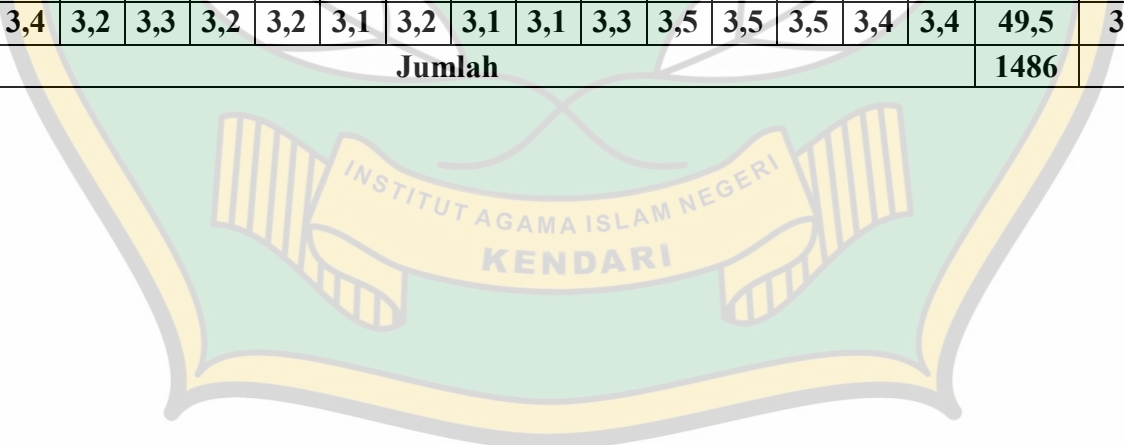 3,4 3,2 3,3 3,2 3,2 3,1 3,2 3,1 3,1 3,3 3,5 3,5 3,5 3,4 3,4 49,5 3
Jumlah 1486
INSTITUT AGAMA ISLAM NEGERI
KENDARI